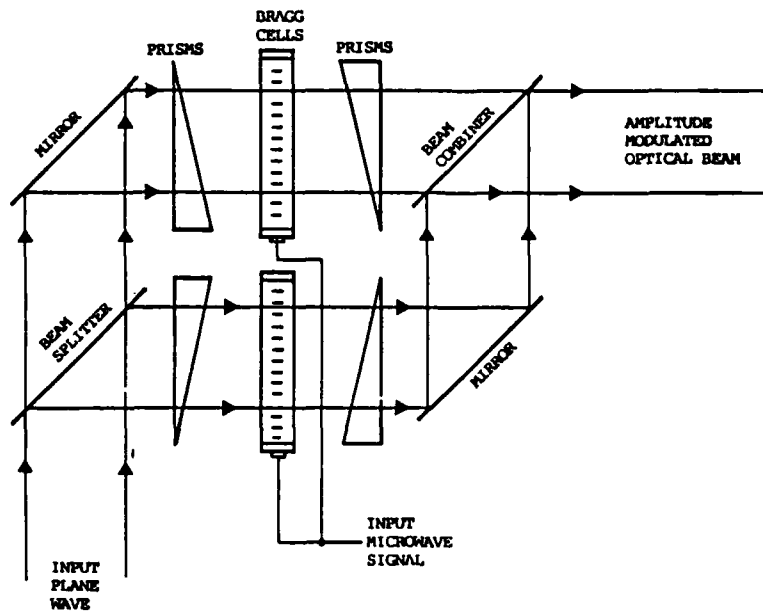 BRAGG
CELLS
PRISMS
PRISMS
MIRROR
BEAM
COMBINER
AMPLITUDE
MODULATED
OPTICAL BEAM
BEAM
SPLITTER
MIRROR
INPUT
MICROWAVE
SIGNAL
INPUT
PLANE
WAVE